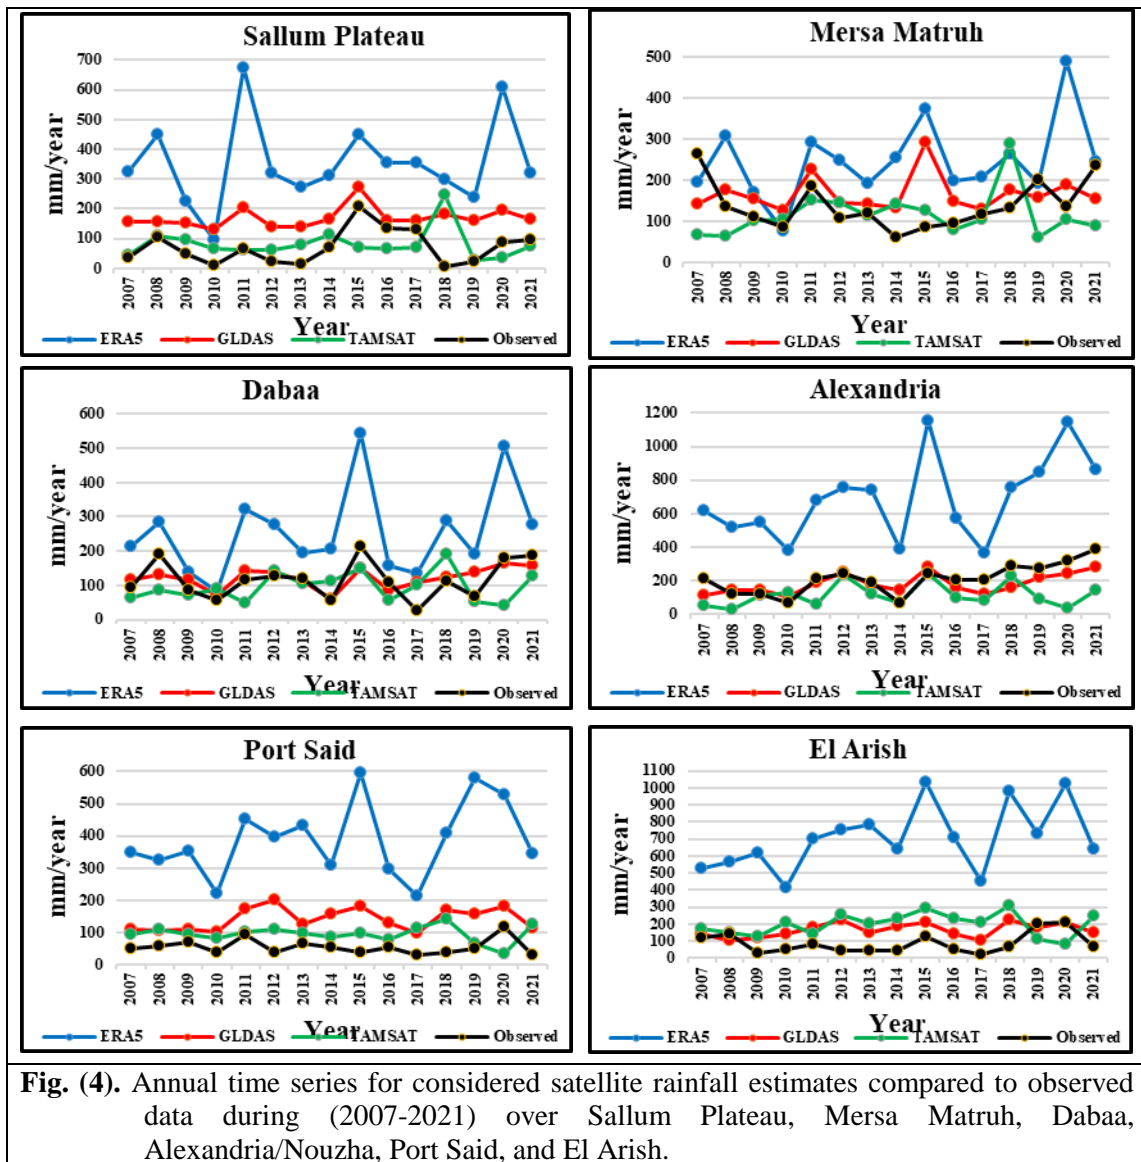 Sallum Plateau
700
600
500
400
300
200
100
0
mm/year
2007 2008 2009 2010 2011 2012 2013 2014 2015 2016 2017 2018 2019 2020 2021
Year
ERA5 GLDAS TAMSAT Observed
Mersa Matruh
500
400
300
200
100
0
mm/year
2007 2008 2009 2010 2011 2012 2013 2014 2015 2016 2017 2018 2019 2020 2021
Year
ERA5 GLDAS TAMSAT Observed
Dabaa
600
500
400
300
200
100
0
mm/year
2007 2008 2009 2010 2011 2012 2013 2014 2015 2016 2017 2018 2019 2020 2021
Year
ERA5 GLDAS TAMSAT Observed
Alexandria
1200
1000
800
600
400
200
0
mm/year
2007 2008 2009 2010 2011 2012 2013 2014 2015 2016 2017 2018 2019 2020 2021
Year
ERA5 GLDAS TAMSAT Observed
Port Said
600
500
400
300
200
100
0
mm/year
2007 2008 2009 2010 2011 2012 2013 2014 2015 2016 2017 2018 2019 2020 2021
Year
ERA5 GLDAS TAMSAT Observed
El Arish
1100
1000
900
800
700
600
500
400
300
200
100
0
mm/year
2007 2008 2009 2010 2011 2012 2013 2014 2015 2016 2017 2018 2019 2020 2021
Year
ERA5 GLDAS TAMSAT Observed
Fig. (4). Annual time series for considered satellite rainfall estimates compared to observed
data during (2007-2021) over Sallum Plateau, Mersa Matruh, Dabaa,
Alexandria/Nouzha, Port Said, and El Arish.